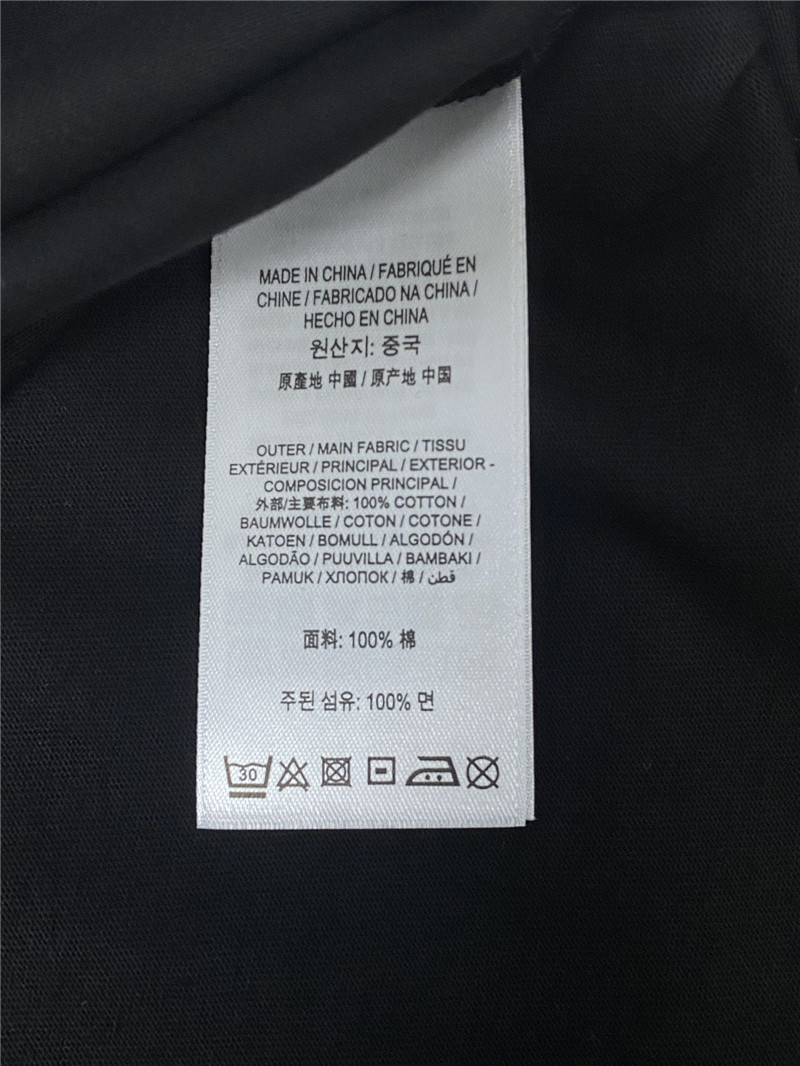 MADE IN CHINA / FABRIQUÉ EN
CHINE / FABRICADO NA CHINA /
HECHO EN CHINA
원산지: 중국
原產地 中國 / 原产地 中国
OUTER / MAIN FABRIC / TISSU
EXTÉRIEUR / PRINCIPAL / EXTERIOR -
COMPOSICION PRINCIPAL /
外部/主要布料: 100% COTTON /
BAUMWOLLE / COTON / COTONE /
KATOEN / BOMULL / ALGODÓN /
ALGODÃO / PUUVILLA / BAMBAKI /
PAMUK / ХЛОПОК / 棉 / قطن
面料: 100% 棉
주된 섬유: 100% 면
30